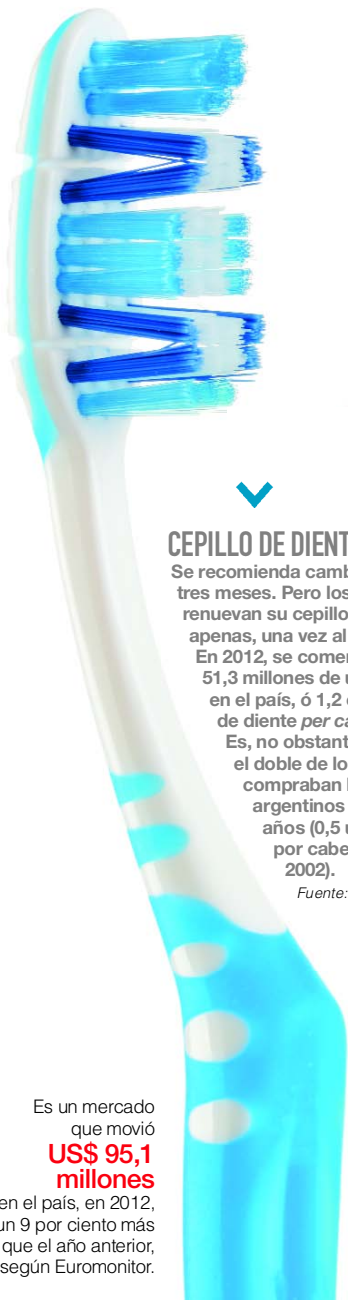 CEPILLO DE DIENT
Se recomienda camb
tres meses. Pero los
renuevan su cepillo
apenas, una vez al
En 2012, se comer
51,3 millones de u
en el país, ó 1,2 c
de diente per cá
Es, no obstant
el doble de lo
compraban l
argentinos
años (0,5 u
por cabe
2002).
Fuente:
Es un mercado
que movió
US$ 95,1
millones
en el país, en 2012,
un 9 por ciento más
que el año anterior,
según Euromonitor.